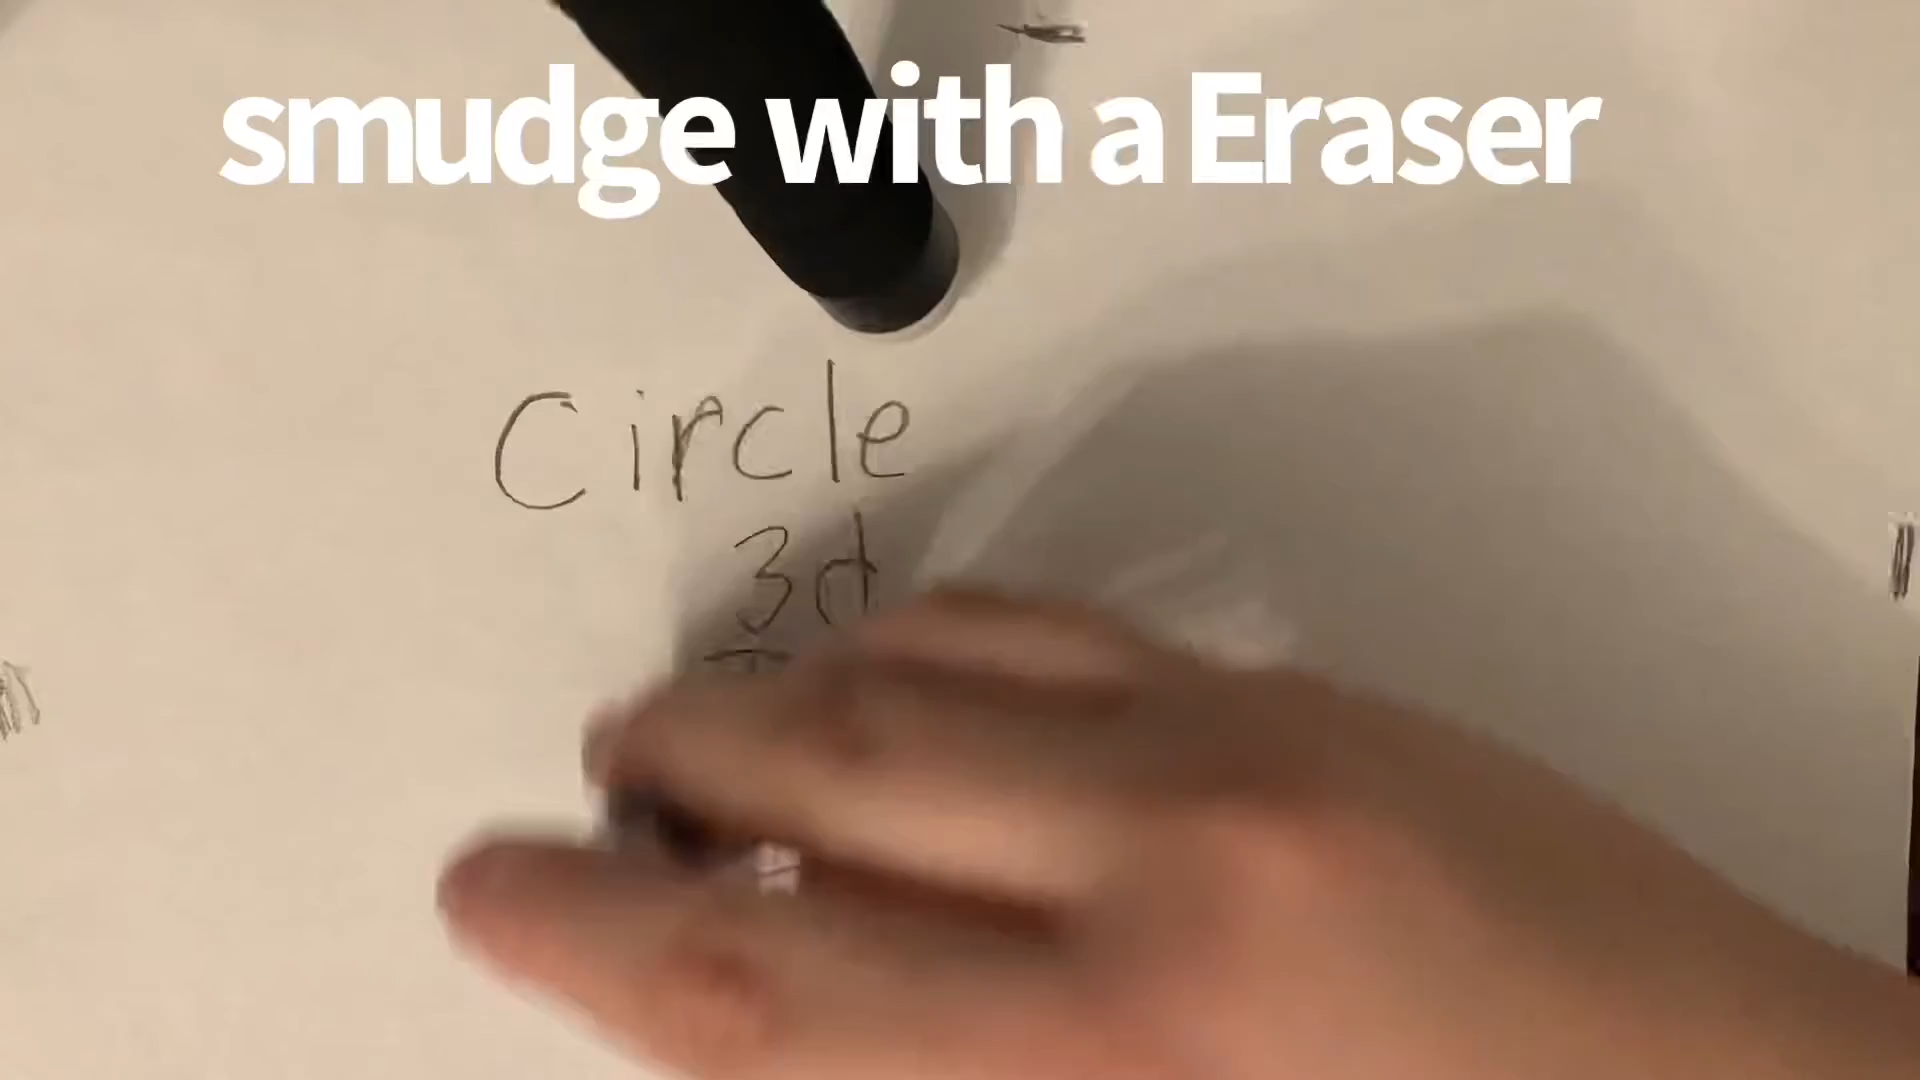 smudge with a Eraser
Circle
3d